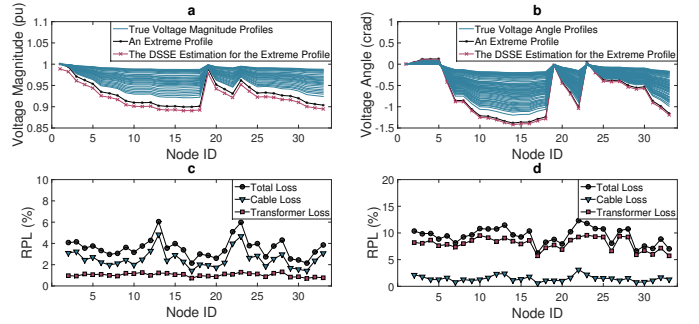 a
Voltage Magnitude (pu)
1.1
1.05
1
0.95
0.9
0.85
True Voltage Magnitude Profiles
An Extreme Profile
The DSSE Estimation for the Extreme Profile
0 5 10 15 20 25 30
Node ID
b
Voltage Angle (crad)
1
0.5
0
-0.5
-1
-1.5
True Voltage Angle Profiles
An Extreme Profile
The DSSE Estimation for the Extreme Profile
0 5 10 15 20 25 30
Node ID
c
RPL (%)
10
8
6
4
2
0
Total Loss
Cable Loss
Transformer Loss
5 10 15 20 25 30
Node ID
d
RPL (%)
20
15
10
5
0
Total Loss
Cable Loss
Transformer Loss
5 10 15 20 25 30
Node ID